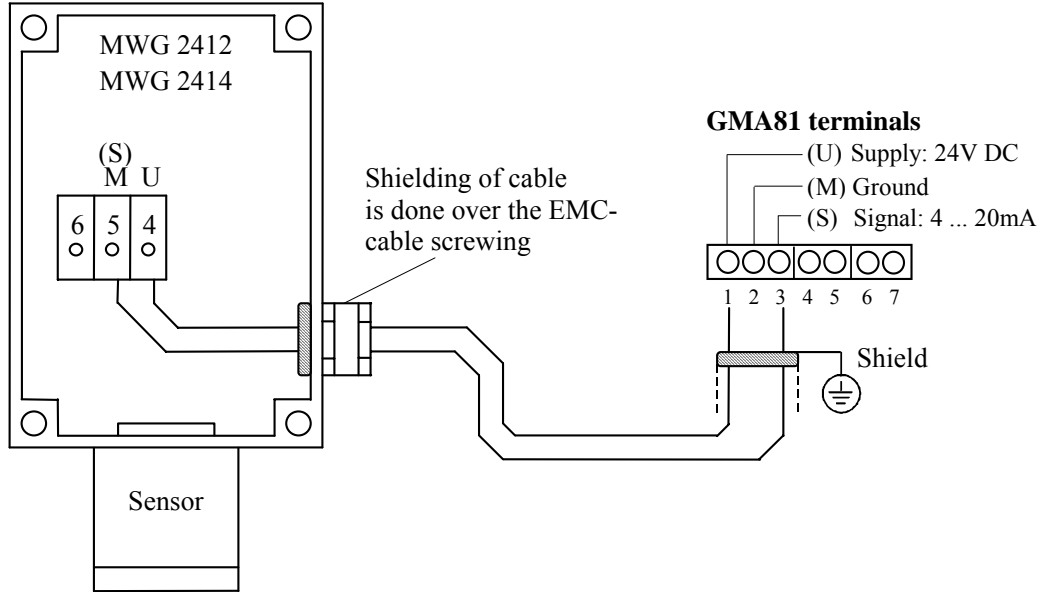 MWG 2412
MWG 2414
(S)
M U
6 5 4
Sensor
Shielding of cable
is done over the EMC-
cable screwing
GMA81 terminals
(U) Supply: 24V DC
(M) Ground
(S) Signal: 4 ... 20mA
1 2 3 4 5 6 7
Shield